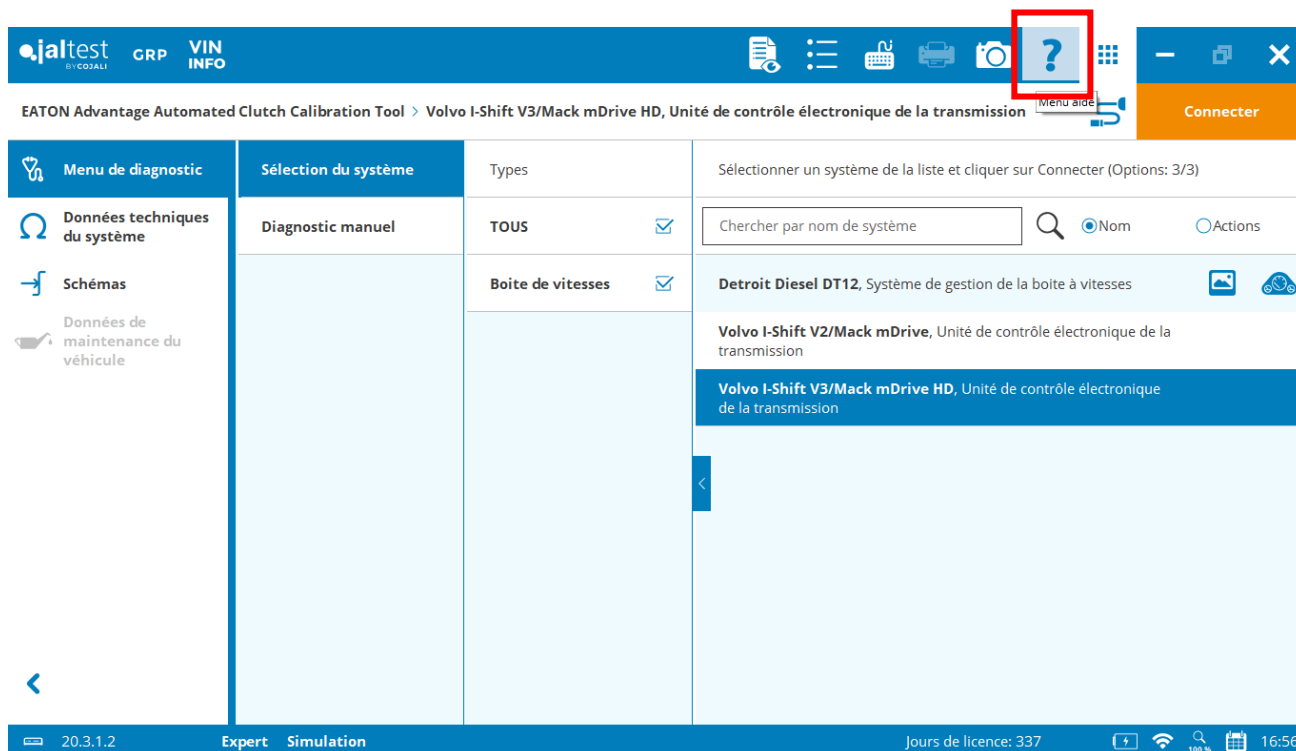 jaltest
BY COJALI
GRP
VIN
INFO
?
EATON Advantage Automated Clutch Calibration Tool > Volvo I-Shift V3/Mack mDrive HD, Unité de contrôle électronique de la transmission
Menu aide
Connecter
Menu de diagnostic
Données techniques
du système
Schémas
Données de
maintenance du
véhicule
Sélection du système
Diagnostic manuel
Types
TOUS
Boite de vitesses
Sélectionner un système de la liste et cliquer sur Connecter (Options: 3/3)
Chercher par nom de système
Nom
Actions
Detroit Diesel DT12, Système de gestion de la boite à vitesses
Volvo I-Shift V2/Mack mDrive, Unité de contrôle électronique de la
transmission
Volvo I-Shift V3/Mack mDrive HD, Unité de contrôle électronique
de la transmission
20.3.1.2
Expert Simulation
Jours de licence: 337
100 %
16:56